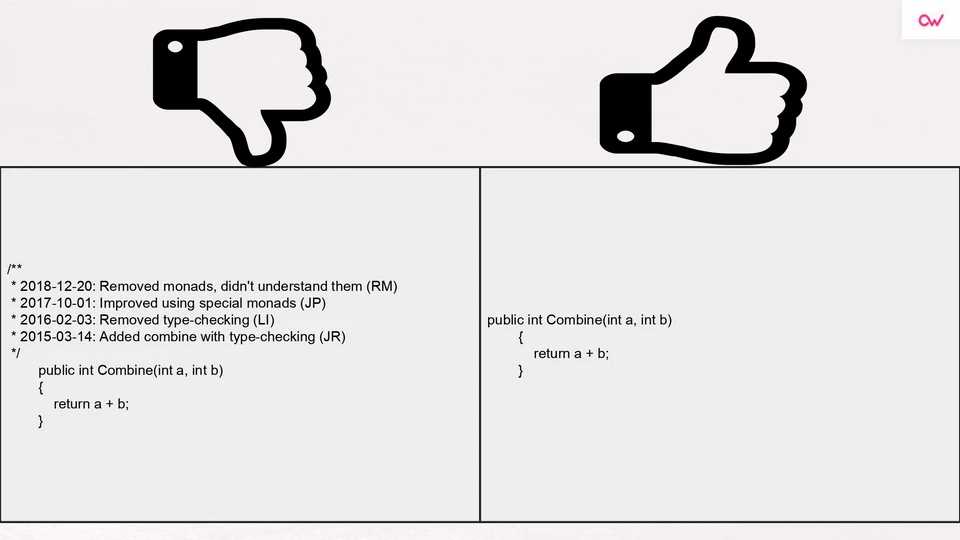 OW
/**
* 2018-12-20: Removed monads, didn't understand them (RM)
* 2017-10-01: Improved using special monads (JP)
* 2016-02-03: Removed type-checking (LI)
* 2015-03-14: Added combine with type-checking (JR)
*/
public int Combine(int a, int b)
{
return a + b;
}
public int Combine(int a, int b)
{
return a + b;
}